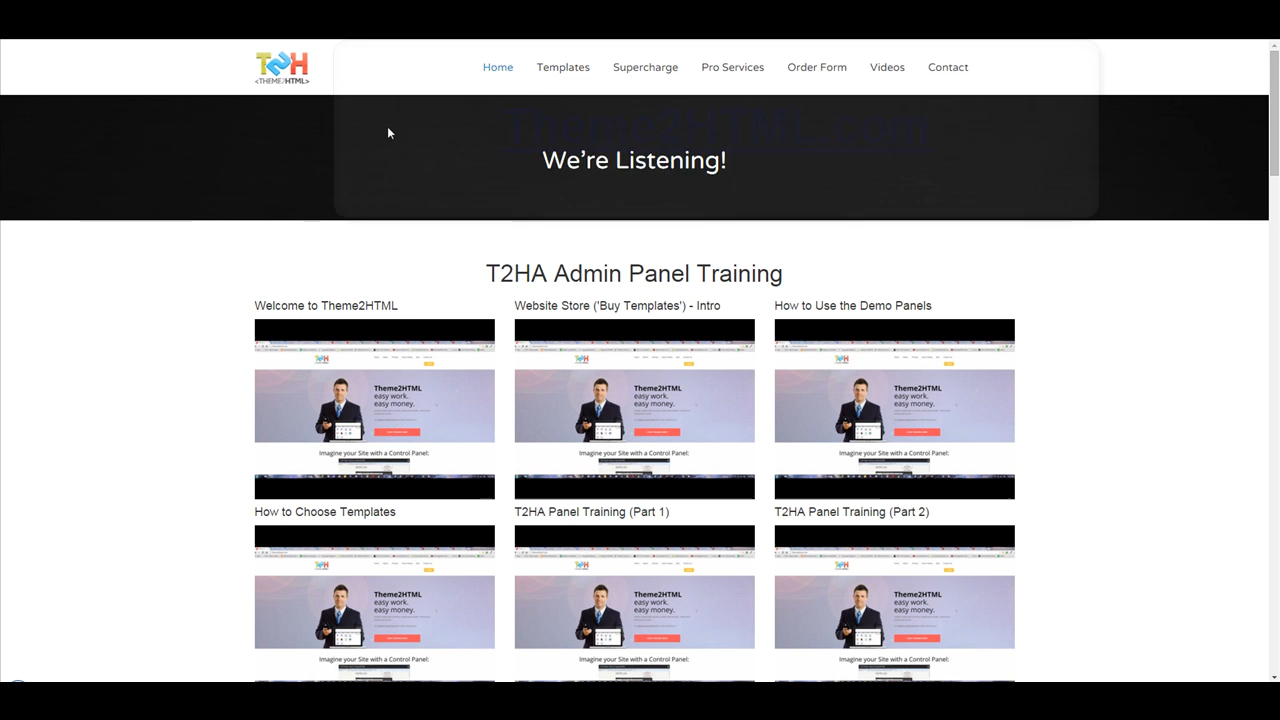 T2H
<THEME2HTML>
Home Templates Supercharge Pro Services Order Form Videos Contact
Theme2HTML.com
We're Listening!
T2HA Admin Panel Training
Welcome to Theme2HTML
Website Store ('Buy Templates') - Intro
How to Use the Demo Panels
Theme2HTML
easy work.
easy money.
Imagine your Site with a Control Panel:
Theme2HTML
easy work.
easy money.
Imagine your Site with a Control Panel:
Theme2HTML
easy work.
easy money.
Imagine your Site with a Control Panel:
How to Choose Templates
T2HA Panel Training (Part 1)
T2HA Panel Training (Part 2)
Theme2HTML
easy work.
easy money.
Imagine your Site with a Control Panel:
Theme2HTML
easy work.
easy money.
Imagine your Site with a Control Panel:
Theme2HTML
easy work.
easy money.
Imagine your Site with a Control Panel: